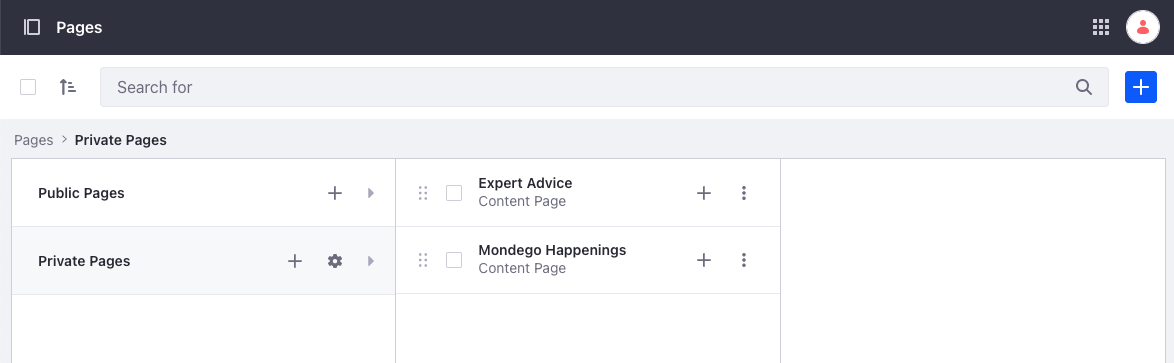 Pages
Search for
Pages > Private Pages
Public Pages
Private Pages
Expert Advice
Content Page
Mondego Happenings
Content Page